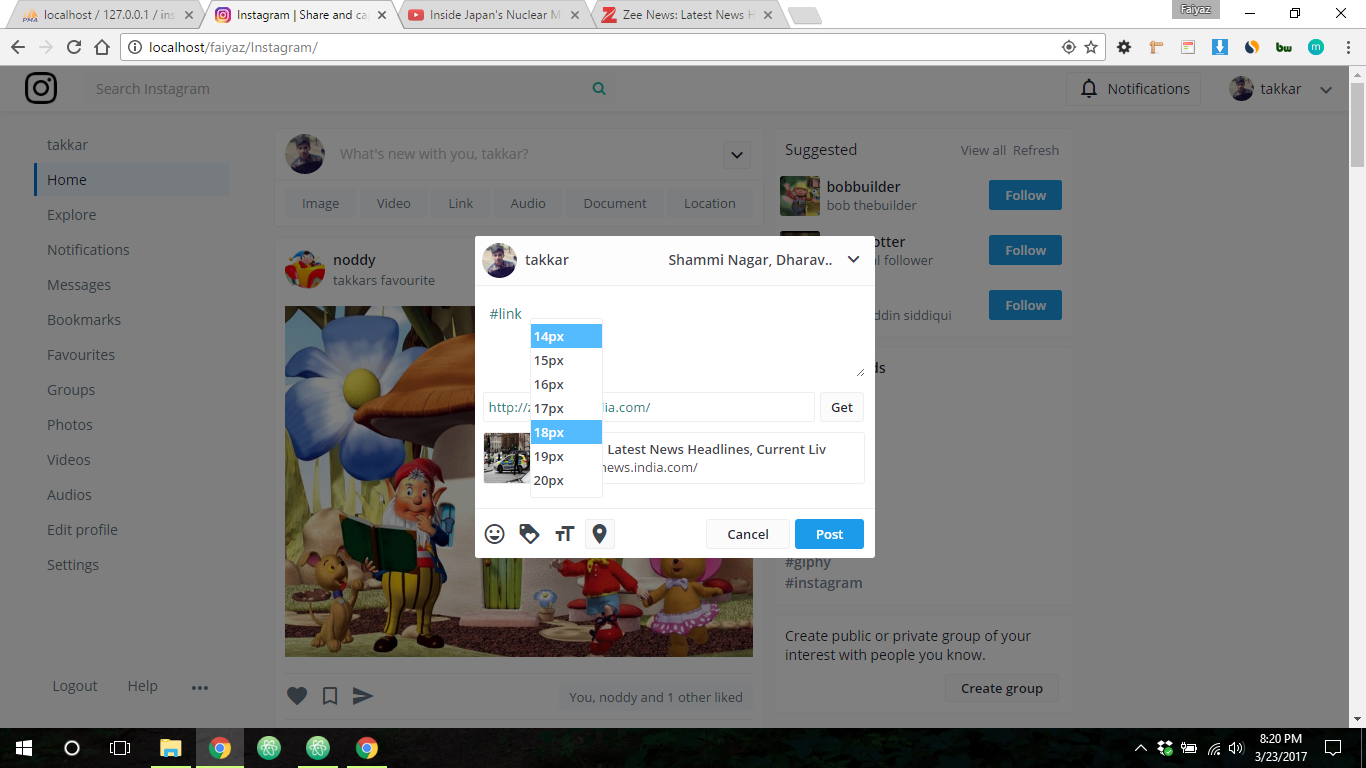 localhost / 127.0.0.1 / ins
Instagram | Share and ca
Inside Japan's Nuclear M
Zee News: Latest News H
Faiyaz
localhost/faiyaz/Instagram/
Search Instagram
Notifications
takkar
takkar
Home
Explore
Notifications
Messages
Bookmarks
Favourites
Groups
Photos
Videos
Audios
Edit profile
Settings
Logout Help
What's new with you, takkar?
Image Video Link Audio Document Location
noddy
takkars favourite
takkar
Shammi Nagar, Dharav..
#link
14px
15px
16px
17px
18px
19px
20px
http://z
ia.com/
Get
Latest News Headlines, Current Liv
news.india.com/
Cancel Post
You, noddy and 1 other liked
Suggested
View all Refresh
bobbuilder
bob thebuilder
Follow
otter
l follower
Follow
ddin siddiqui
Follow
ds
#giphy
#instagram
Create public or private group of your
interest with people you know.
Create group
8:20 PM
3/23/2017